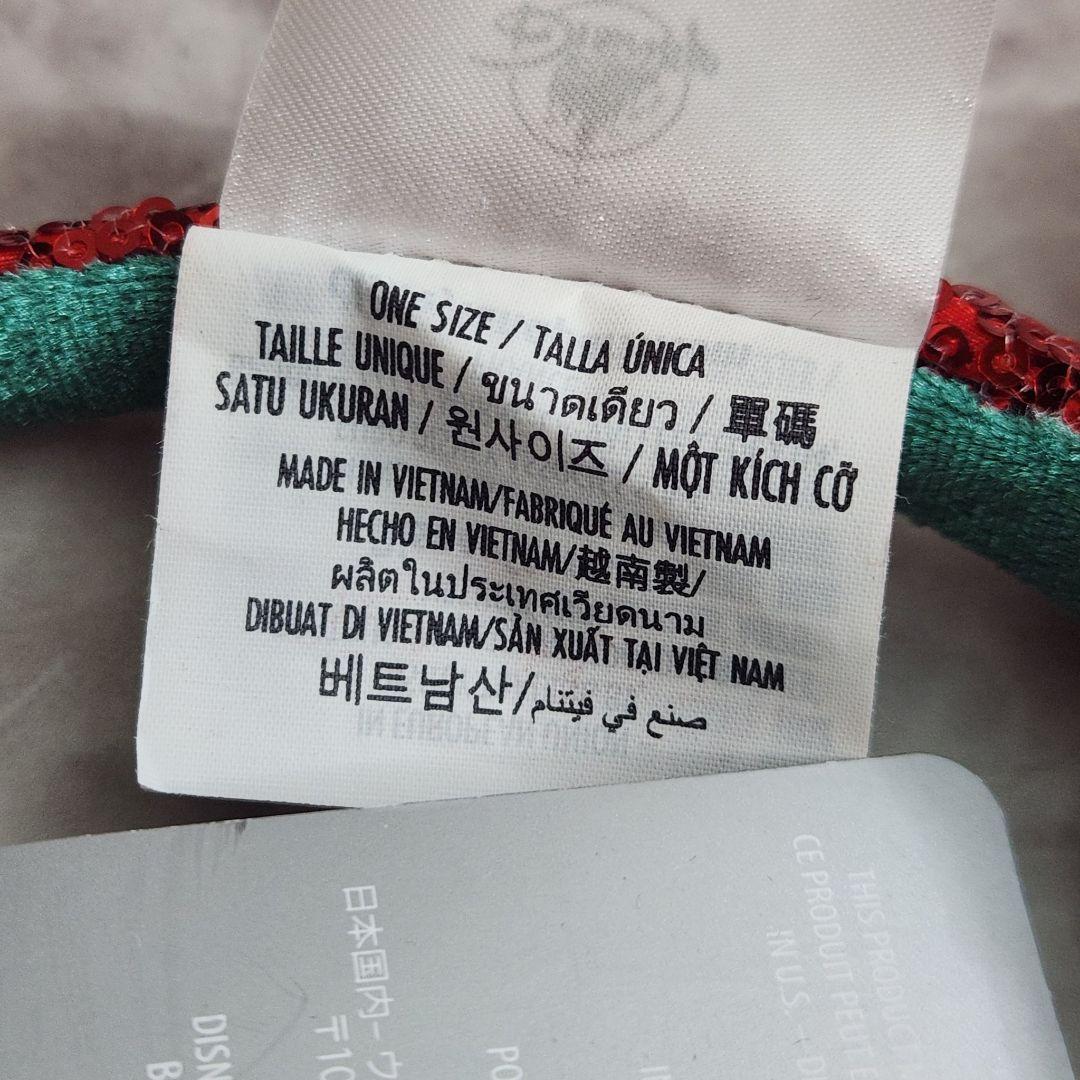 ONE SIZE / TALLA ÚNICA
TAILLE UNIQUE / ขนาดเดียว / 單碼
SATU UKURAN / 원사이즈 / MỘT KÍCH CỠ
MADE IN VIETNAM/FABRIQUÉ AU VIETNAM
HECHO EN VIETNAM/越南製/
ผลิตในประเทศเวียดนาม
DIBUAT DI VIETNAM/SẢN XUẤT TẠI VIỆT NAM
베트남산/صنع في فيتنام
THIS PRODUCT
CE PRODUIT PEUT
IN U.S. -
日本国内
〒10